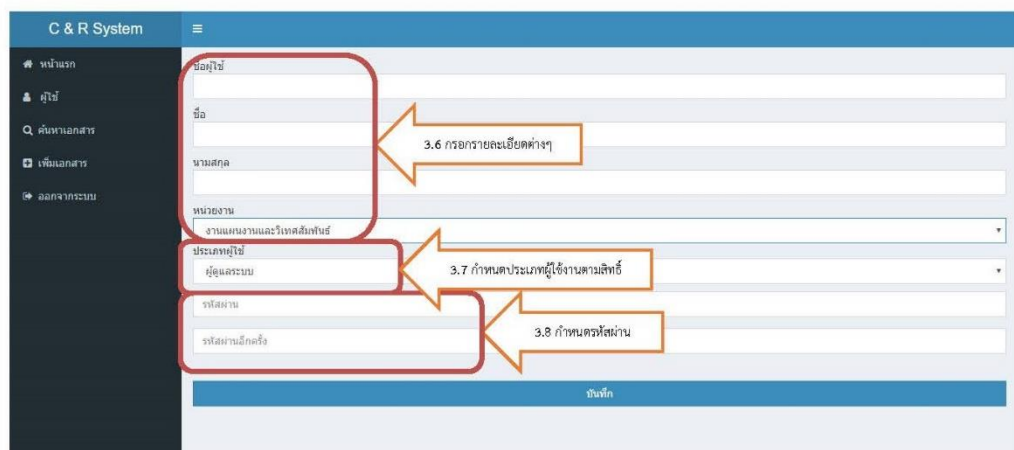 C & R System
หน้าแรก
ผู้ใช้
ค้นหาเอกสาร
เพิ่มเอกสาร
ออกจากระบบ
ชื่อผู้ใช้
ชื่อ
3.6 กรอกรายละเอียดต่างๆ
นามสกุล
หน่วยงาน
งานแผนงานและวิเทศสัมพันธ์
ประเภทผู้ใช้
ผู้ดูแลระบบ
3.7 กำหนดประเภทผู้ใช้งานตามสิทธิ์
รหัสผ่าน
3.8 กำหนดรหัสผ่าน
รหัสผ่านอีกครั้ง
บันทึก